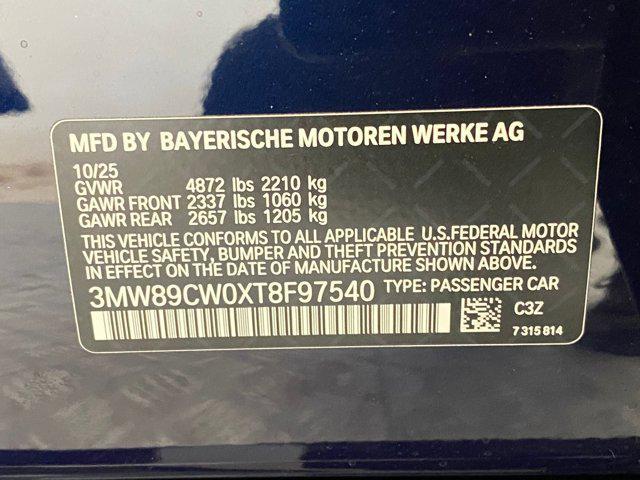 MFD BY BAYERISCHE MOTOREN WERKE AG
10/25
GVWR 4872 lbs 2210 kg
GAWR FRONT 2337 lbs 1060 kg
GAWR REAR 2657 lbs 1205 kg
THIS VEHICLE CONFORMS TO ALL APPLICABLE U.S.FEDERAL MOTOR
VEHICLE SAFETY, BUMPER AND THEFT PREVENTION STANDARDS
IN EFFECT ON THE DATE OF MANUFACTURE SHOWN ABOVE.
3MW89CW0XT8F97540 TYPE: PASSENGER CAR
C3Z
7 315 814